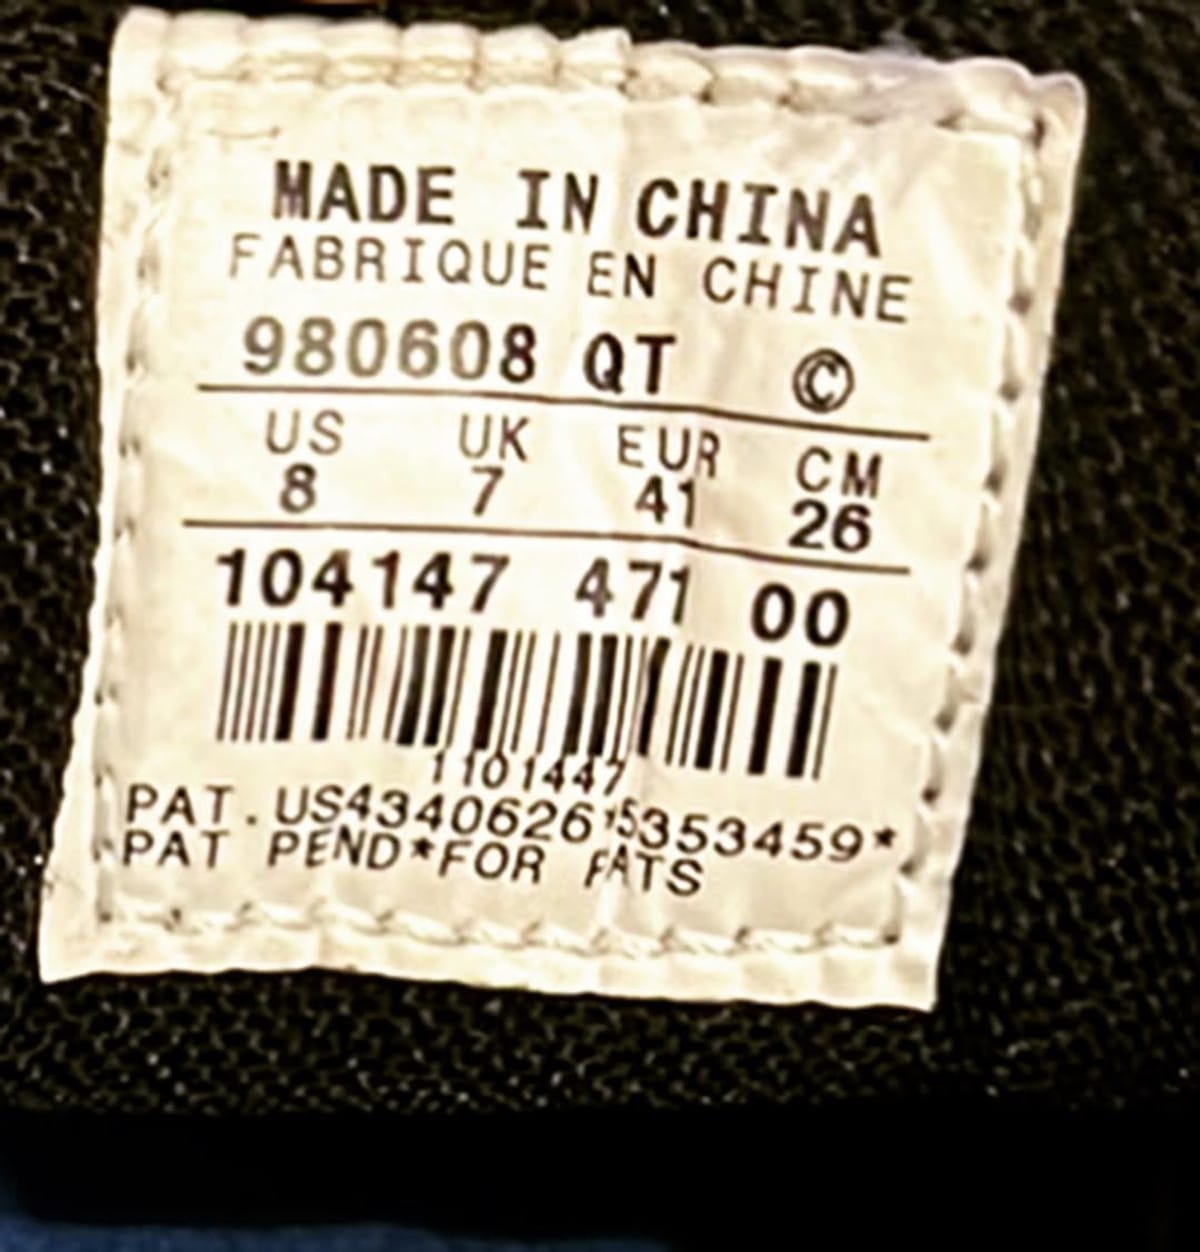 MADE IN CHINA
FABRIQUE EN CHINE
980608 QT ©
US UK EUR CM
8 7 41 26
104147 471 00
1101447
PAT.US4340626*5353459*
PAT PEND*FOR PATS